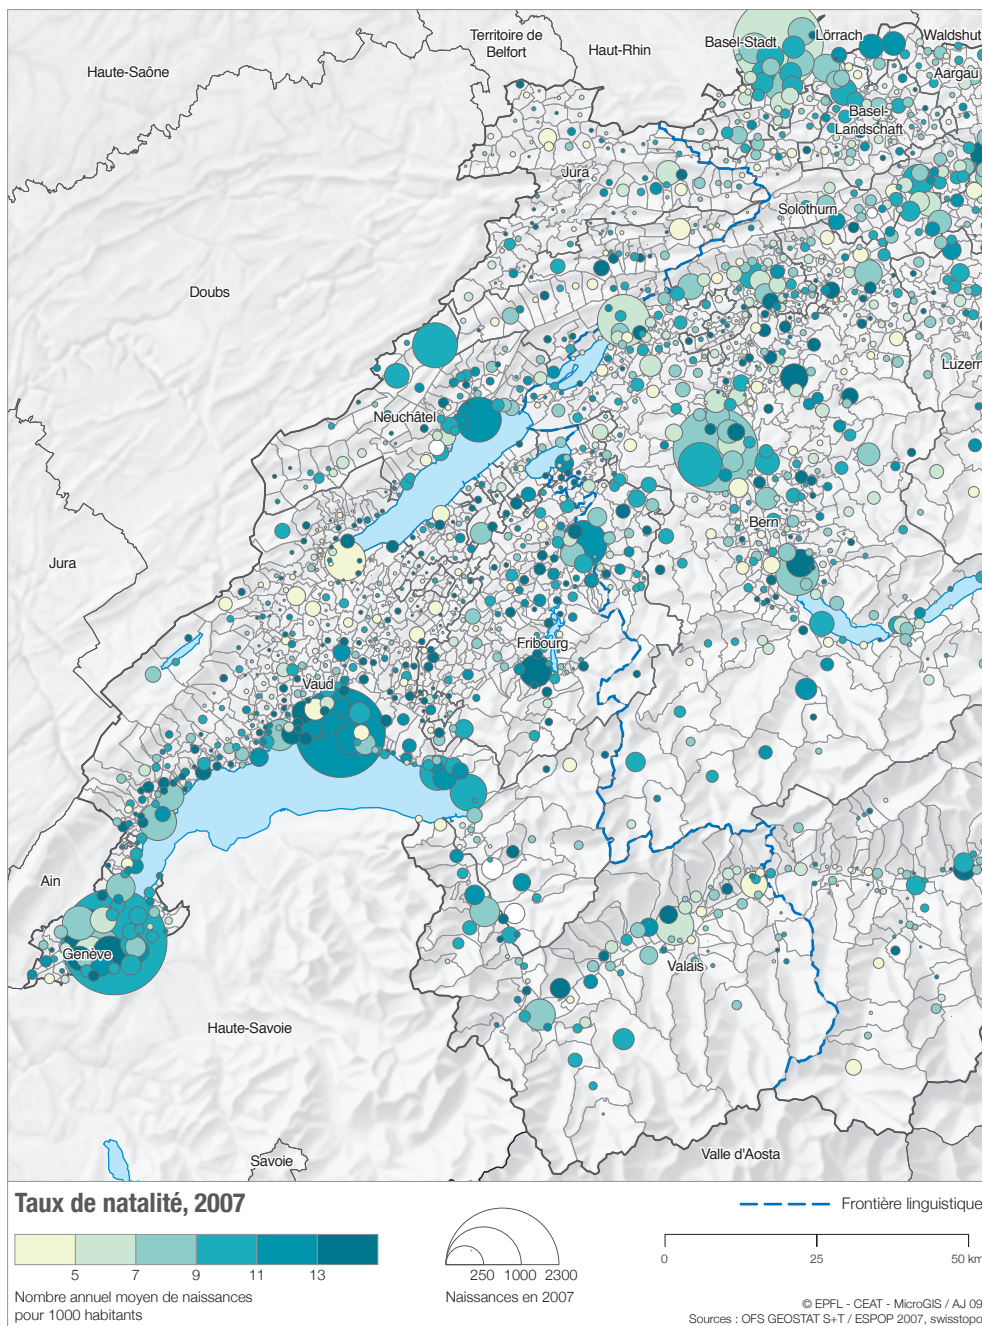 Territoire de
Belfort
Haut-Rhin
Basel-Stadt
Lörrach
Waldshut
Haute-Saône
Aargau
Basel-
Landschaft
Jura
Solothurn
Doubs
Luzern
Neuchâtel
Bern
Jura
Fribourg
Vaud
Ain
Genève
Valais
Haute-Savoie
Savoie
Valle d'Aosta
Taux de natalité, 2007
5 7 9 11 13
Nombre annuel moyen de naissances
pour 1000 habitants
250 1000 2300
Naissances en 2007
Frontière linguistique
0 25 50 km
© EPFL - CEAT - MicroGIS / AJ 09
Sources : OFS GEOSTAT S+T / ESPOP 2007, swisstopo